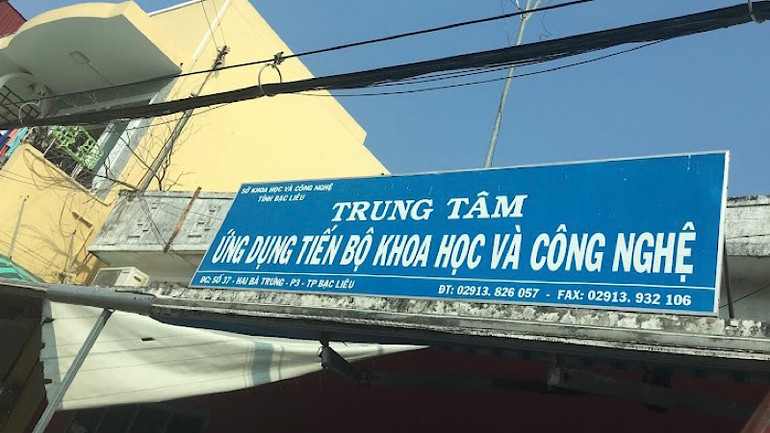 SỞ KHOA HỌC VÀ CÔNG NGHỆ
TỈNH BẠC LIÊU
TRUNG TÂM
ỨNG DỤNG TIẾN BỘ KHOA HỌC VÀ CÔNG NGHỆ
ĐC: SỐ 37 - HAI BÀ TRƯNG - P3 - TP BẠC LIÊU
ĐT: 02913. 826 057 - FAX: 02913. 932 106